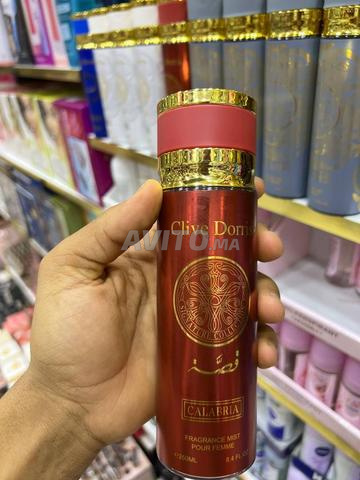 Clive Dorris
AVITO.MA
قصة
CALABRIA
FRAGRANCE MIST
POUR FEMME
℮250ML 8.4 fl.oz